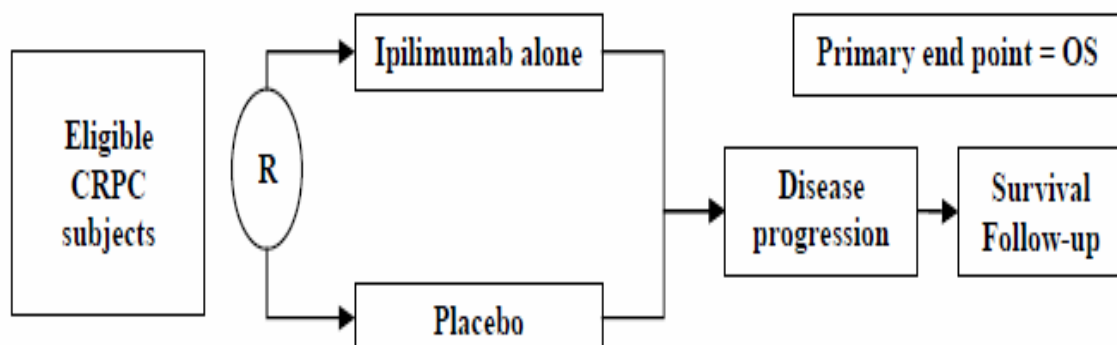 Eligible
CRPC
subjects
R
Ipilimumab alone
Placebo
Primary end point = OS
Disease
progression
Survival
Follow-up